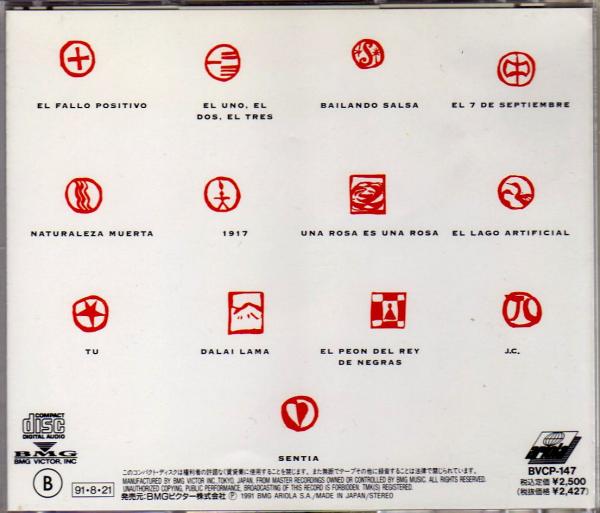 EL FALLO POSITIVO
EL UNO, EL
DOS, EL TRES
BAILANDO SALSA
EL 7 DE SEPTIEMBRE
NATURALEZA MUERTA
1917
UNA ROSA ES UNA ROSA
EL LAGO ARTIFICIAL
TU
DALAI LAMA
EL PEON DEL REY
DE NEGRAS
J.C.
SENTIA
COMPACT
disc
DIGITAL AUDIO
BMG
BMG VICTOR, INC
B
91・8・21
このコンパクト・ディスクは権利者の許諾なく賃貸業に使用することを禁じます。また無断でテープその他に録音することは法律で禁じられています。
MANUFACTURED BY BMG VICTOR INC, TOKYO, JAPAN, FROM MASTER RECORDINGS OWNED OR CONTROLLED BY BMG MUSIC. ALL RIGHTS RESERVED.
UNAUTHORIZED COPYING, PUBLIC PERFORMANCE, BROADCASTING OF THIS RECORD IS FORBIDDEN. TMK(S) REGISTERED.
発売元:BMGビクター株式会社 Ⓟ 1991 BMG ARIOLA S.A./MADE IN JAPAN/STEREO
BVCP-147
税込定価 ¥2,500
(税抜価格 ¥2,427)